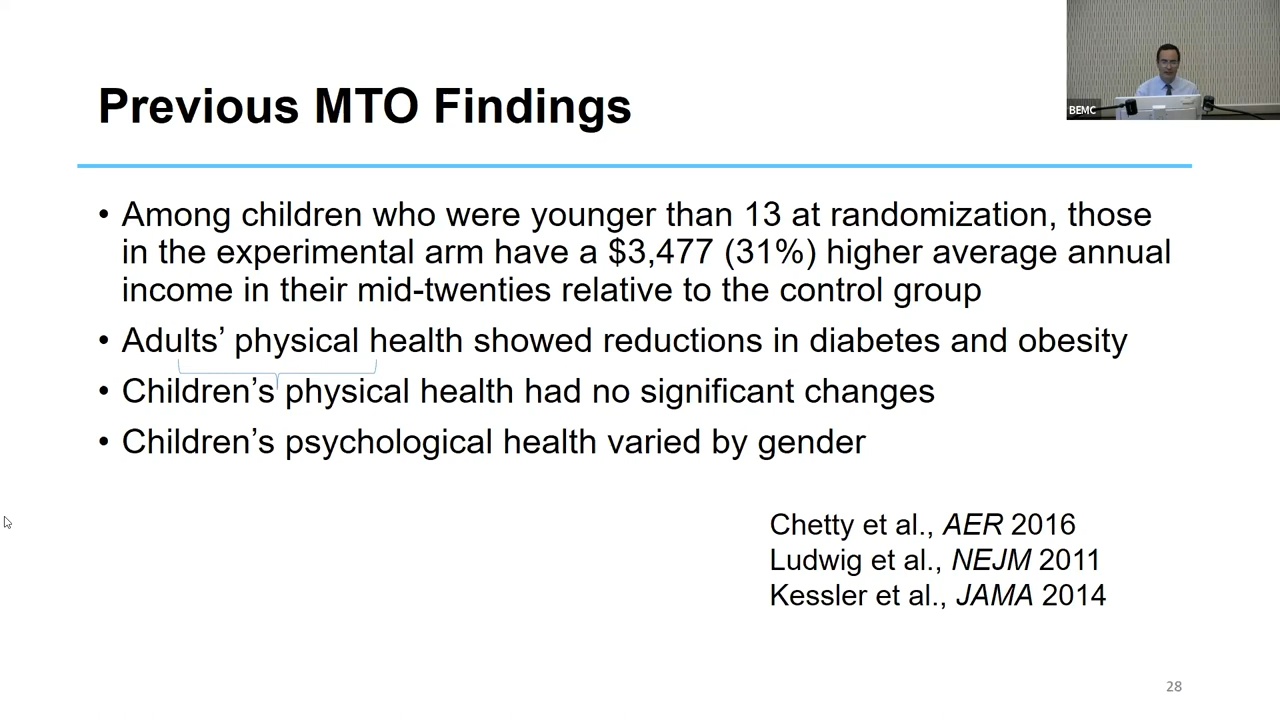 BEMC
Previous MTO Findings
• Among children who were younger than 13 at randomization, those
in the experimental arm have a $3,477 (31%) higher average annual
income in their mid-twenties relative to the control group
• Adults’ physical health showed reductions in diabetes and obesity
• Children’s physical health had no significant changes
• Children’s psychological health varied by gender
Chetty et al., AER 2016
Ludwig et al., NEJM 2011
Kessler et al., JAMA 2014
28